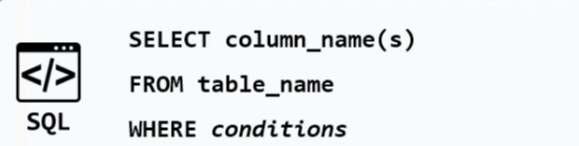 SELECT column_name(s)
FROM table_name
WHERE conditions
</>
SQL